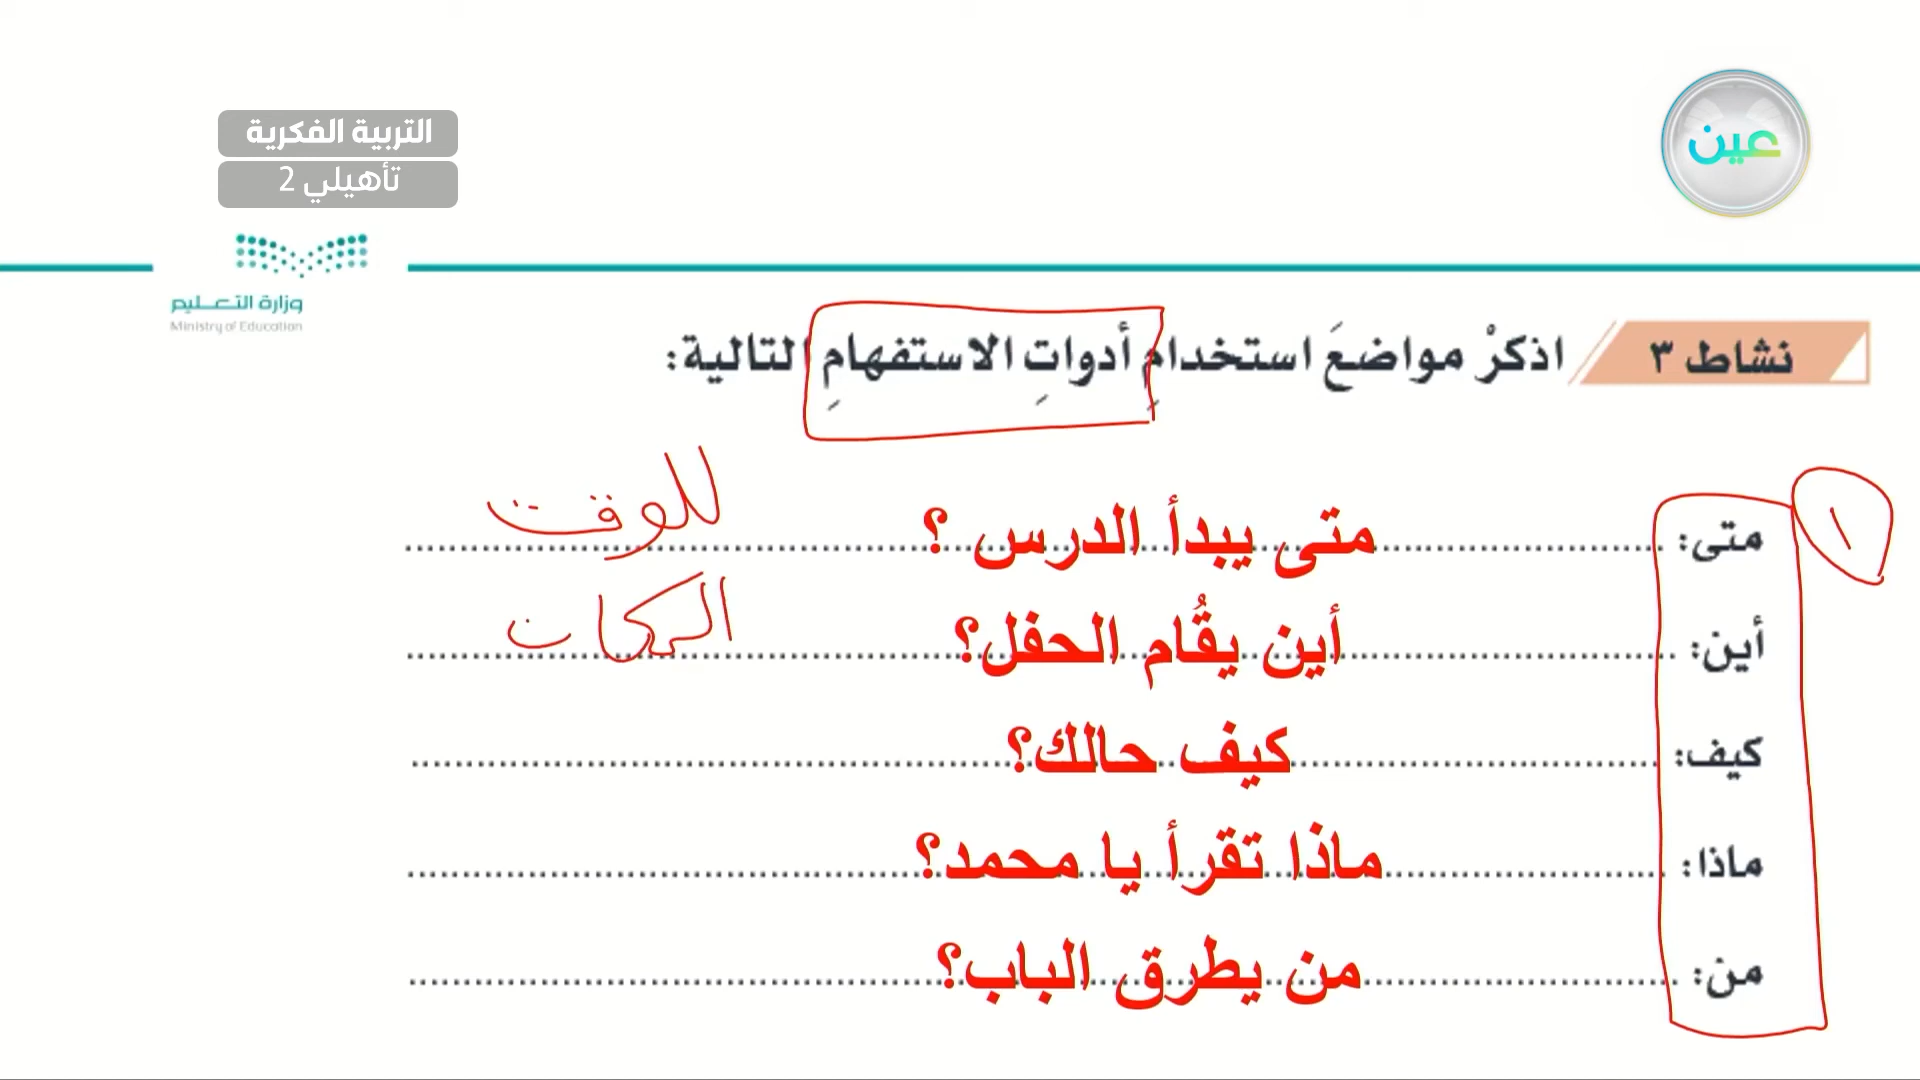 عين
التربية الفكرية
تأهيلي 2
وزارة التعليم
Ministry of Education
نشاط ٣ اذكرْ مواضعَ استخدامِ أدواتِ الاستفهامِ التالية:
١
متى: متى يبدأ الدرس ؟ للوقت
أين: أين يقُام الحفل؟ المكان
كيف: كيف حالك؟
ماذا: ماذا تقرأ يا محمد؟
من: من يطرق الباب؟